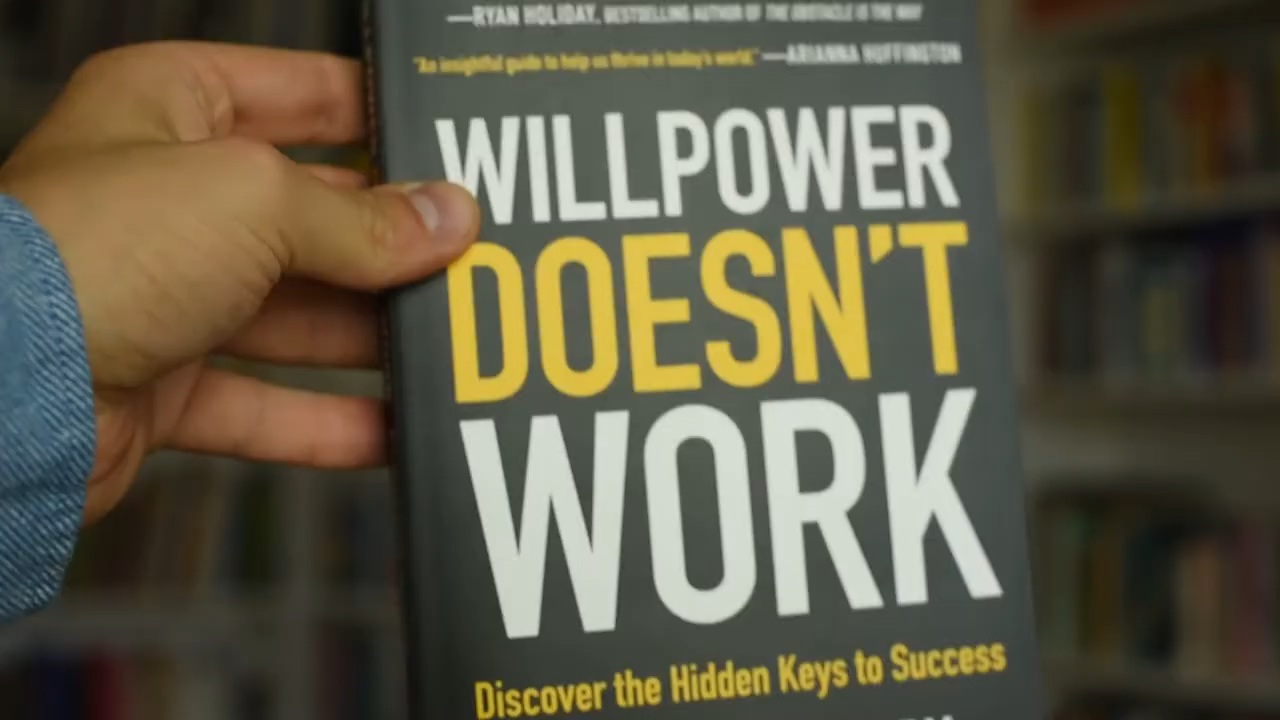 —RYAN HOLIDAY, BESTSELLING AUTHOR OF THE OBSTACLE IS THE WAY
"An insightful guide to help us thrive in today's world." —ARIANNA HUFFINGTON
WILLPOWER
DOESN'T
WORK
Discover the Hidden Keys to Success